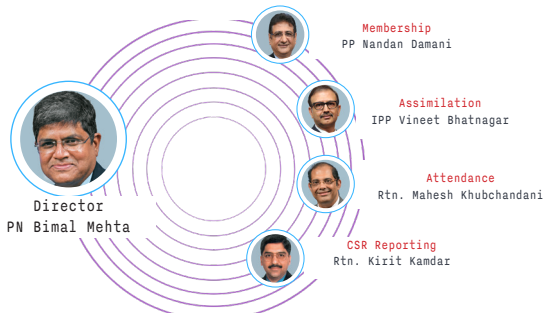 Membership
PP Nandan Damani
Assimilation
IPP Vineet Bhatnagar
Attendance
Rtn. Mahesh Khubchandani
Director
PN Bimal Mehta
CSR Reporting
Rtn. Kirit Kamdar